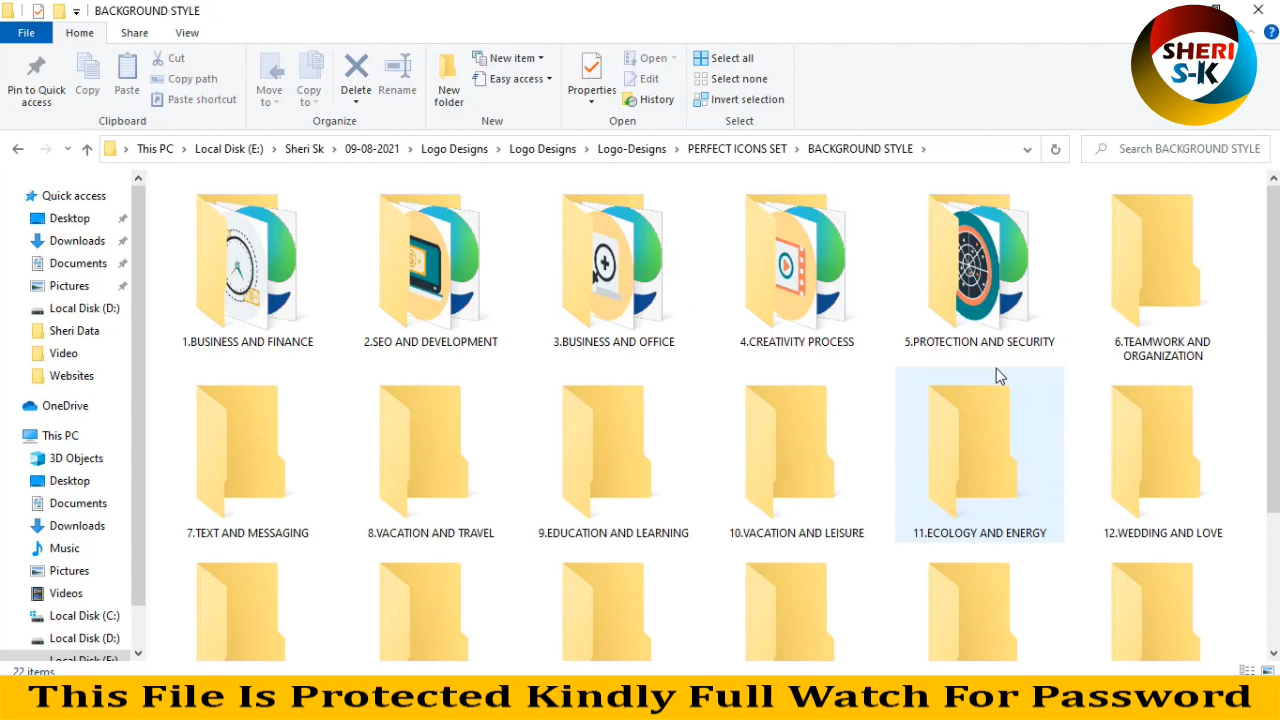 BACKGROUND STYLE
File
Home
Share
View
Pin to Quick access
Copy
Paste
Cut
Copy path
Paste shortcut
Clipboard
Move to
Copy to
Delete
Rename
Organize
New folder
New item
Easy access
New
Properties
Open
Edit
History
Open
Select all
Select none
Invert selection
Select
SHERI
S-K
This PC > Local Disk (E:) > Sheri Sk > 09-08-2021 > Logo Designs > Logo Designs > Logo-Designs > PERFECT ICONS SET > BACKGROUND STYLE >
Search BACKGROUND STYLE
Quick access
Desktop
Downloads
Documents
Pictures
Local Disk (D:)
Sheri Data
Video
Websites
OneDrive
This PC
3D Objects
Desktop
Documents
Downloads
Music
Pictures
Videos
Local Disk (C:)
Local Disk (D:)
Local Disk (E:)
1.BUSINESS AND FINANCE
2.SEO AND DEVELOPMENT
3.BUSINESS AND OFFICE
4.CREATIVITY PROCESS
5.PROTECTION AND SECURITY
6.TEAMWORK AND
ORGANIZATION
7.TEXT AND MESSAGING
8.VACATION AND TRAVEL
9.EDUCATION AND LEARNING
10.VACATION AND LEISURE
11.ECOLOGY AND ENERGY
12.WEDDING AND LOVE
22 items
This File Is Protected Kindly Full Watch For Password